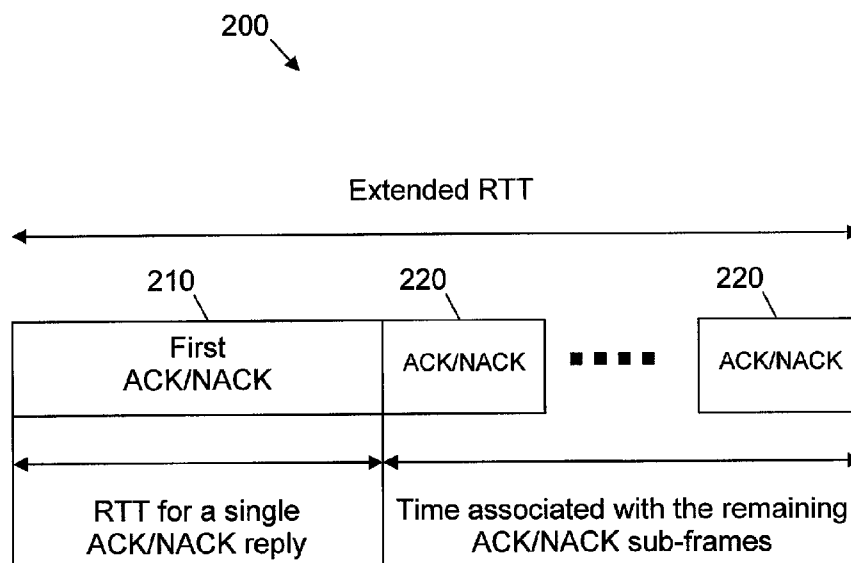 200
Extended RTT
210
220
220
First
ACK/NACK
ACK/NACK
ACK/NACK
RTT for a single
ACK/NACK reply
Time associated with the remaining
ACK/NACK sub-frames